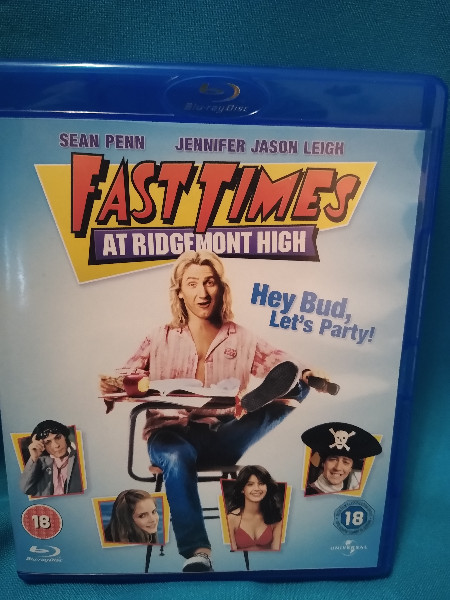 Blu-ray Disc
SEAN PENN JENNIFER JASON LEIGH
FAST TIMES
AT RIDGEMONT HIGH
Hey Bud,
Let's Party!
18
18
Blu-ray Disc
UNIVERSAL